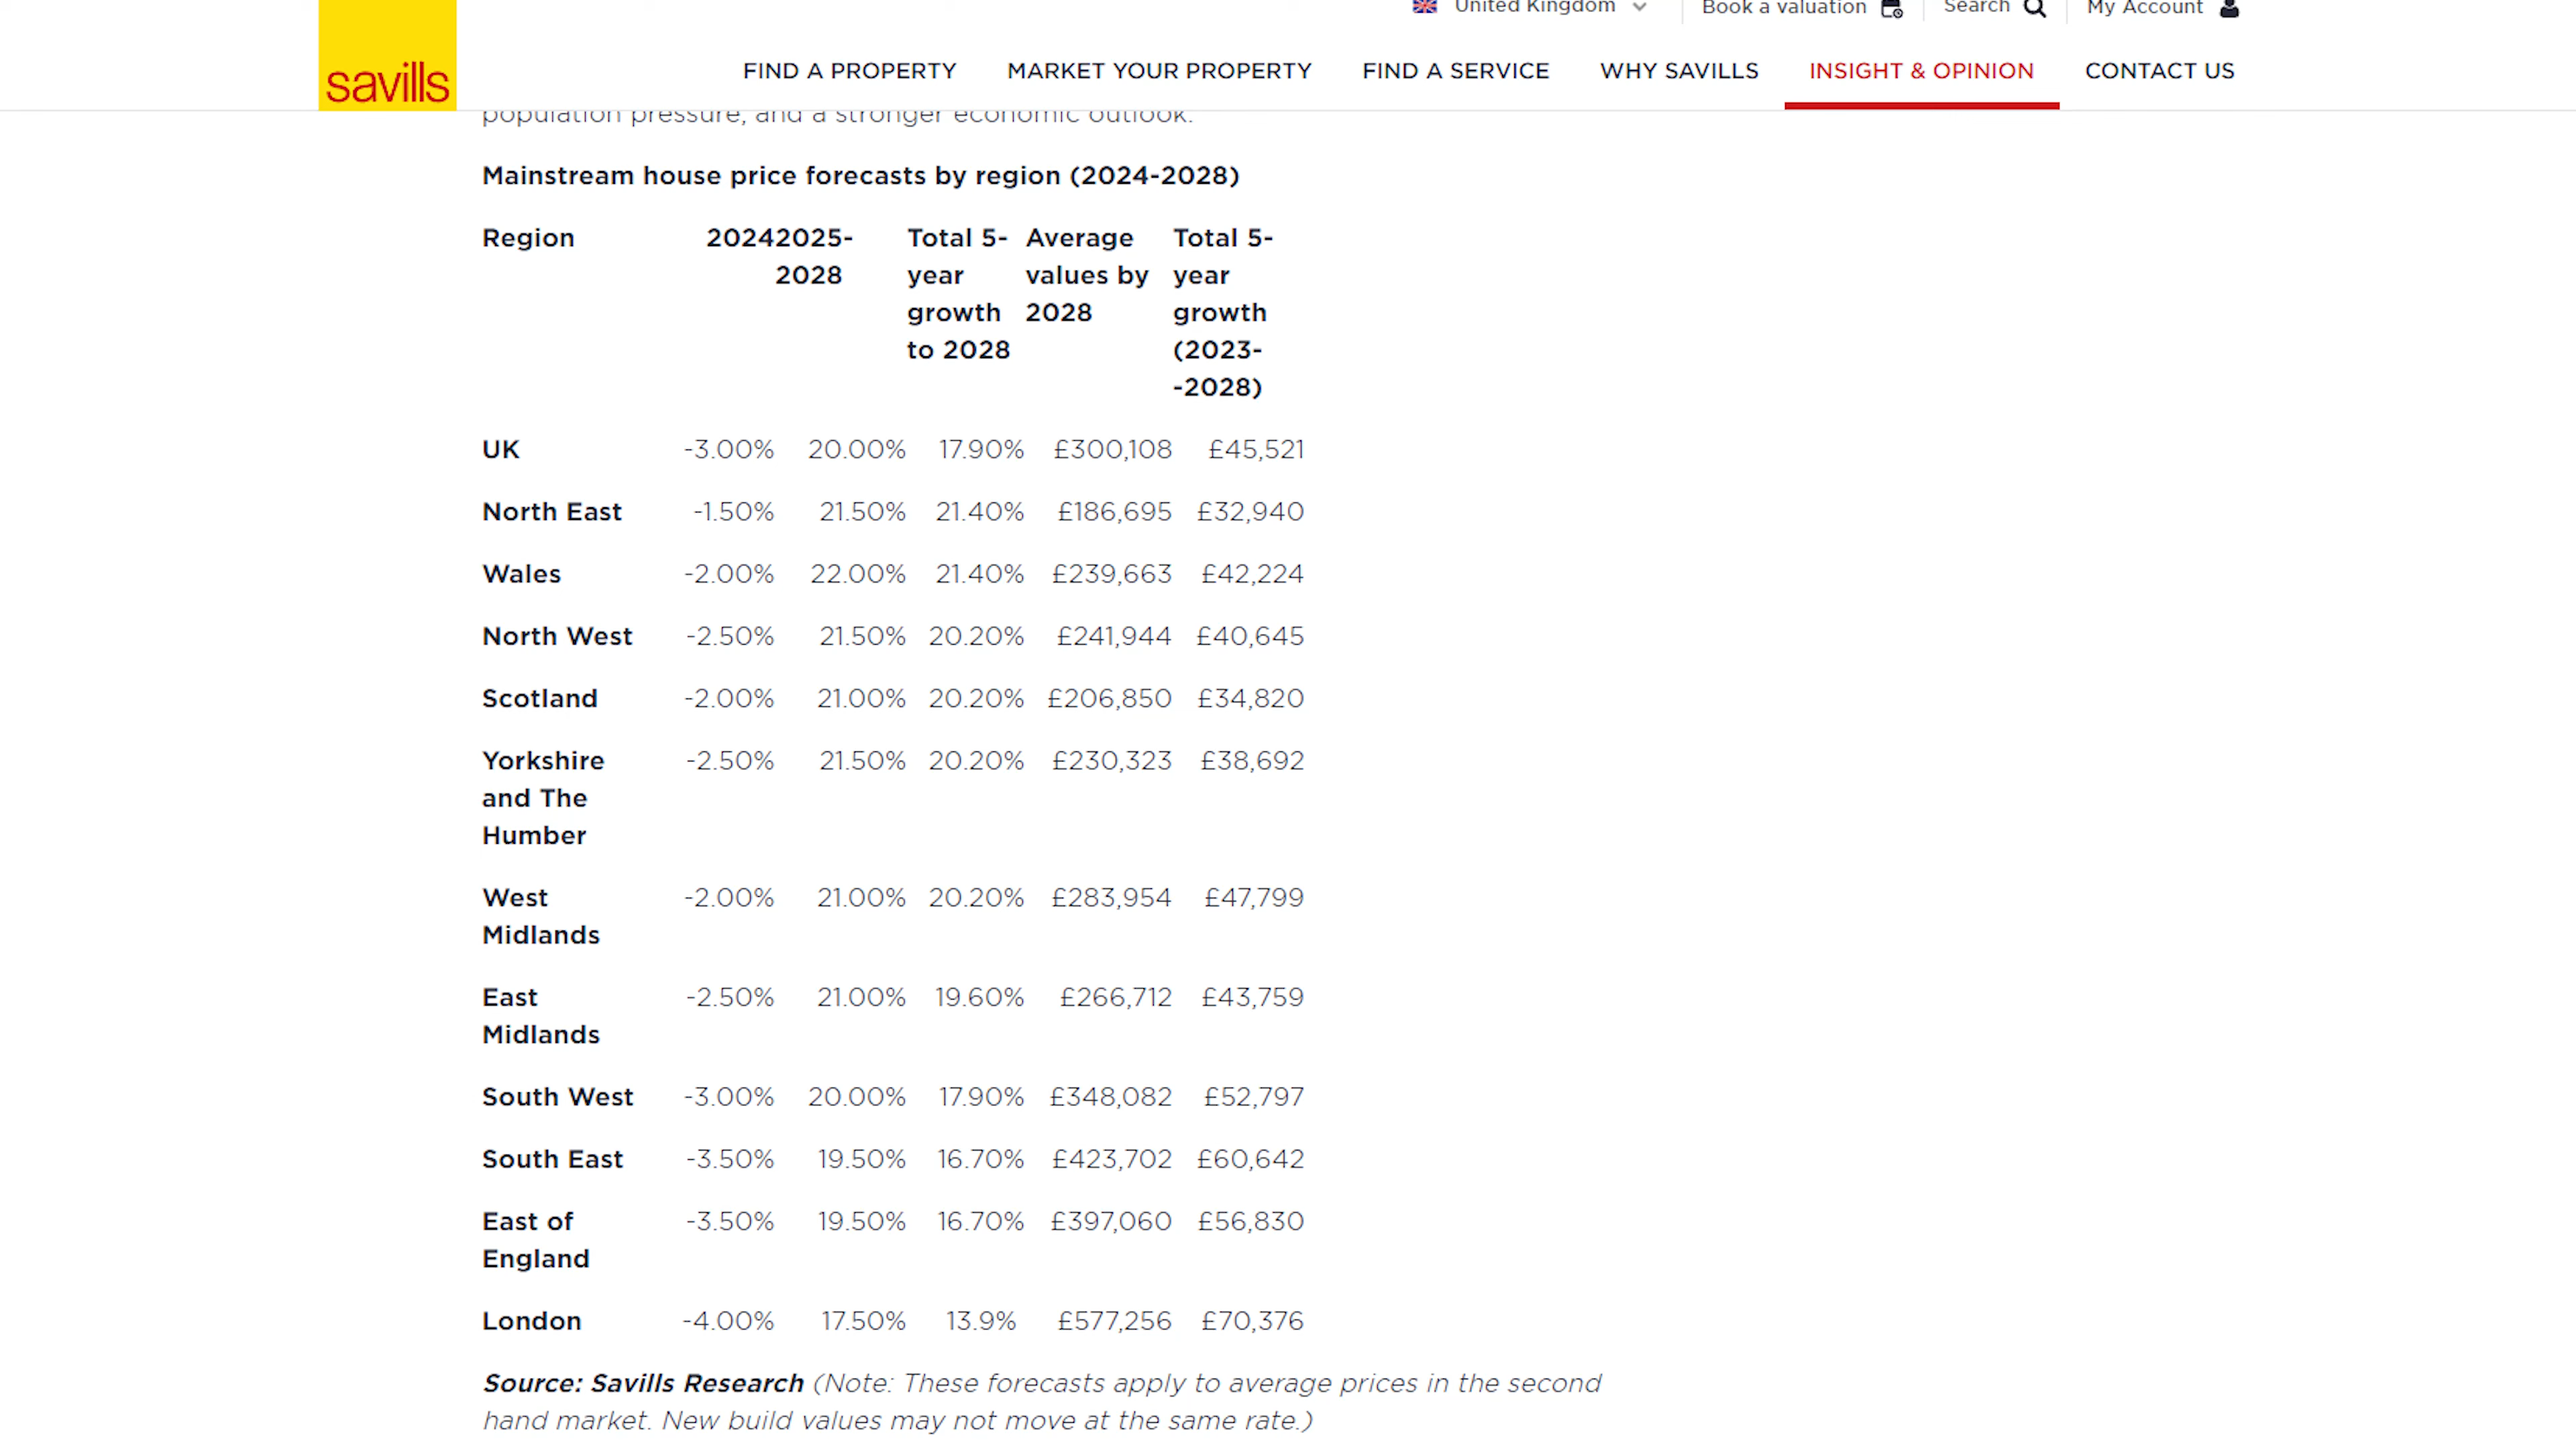 United Kingdom Book a valuation Search My Account
savills
FIND A PROPERTY MARKET YOUR PROPERTY FIND A SERVICE WHY SAVILLS INSIGHT & OPINION CONTACT US
population pressure, and a stronger economic outlook.
Mainstream house price forecasts by region (2024-2028)
Region 2024 2025- Total 5- Average Total 5-
2028 year values by year
growth 2028 growth
to 2028 (2023-
-2028)
UK -3.00% 20.00% 17.90% £300,108 £45,521
North East -1.50% 21.50% 21.40% £186,695 £32,940
Wales -2.00% 22.00% 21.40% £239,663 £42,224
North West -2.50% 21.50% 20.20% £241,944 £40,645
Scotland -2.00% 21.00% 20.20% £206,850 £34,820
Yorkshire -2.50% 21.50% 20.20% £230,323 £38,692
and The
Humber
West -2.00% 21.00% 20.20% £283,954 £47,799
Midlands
East -2.50% 21.00% 19.60% £266,712 £43,759
Midlands
South West -3.00% 20.00% 17.90% £348,082 £52,797
South East -3.50% 19.50% 16.70% £423,702 £60,642
East of -3.50% 19.50% 16.70% £397,060 £56,830
England
London -4.00% 17.50% 13.9% £577,256 £70,376
Source: Savills Research (Note: These forecasts apply to average prices in the second
hand market. New build values may not move at the same rate.)